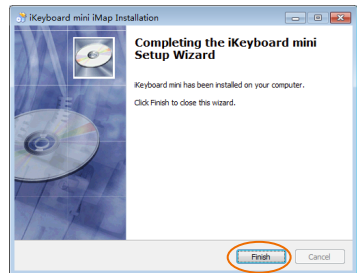 iKeyboard mini iMap Installation
Completing the iKeyboard mini
Setup Wizard
iKeyboard mini has been installed on your computer.
Click Finish to close this wizard.
Finish
Cancel